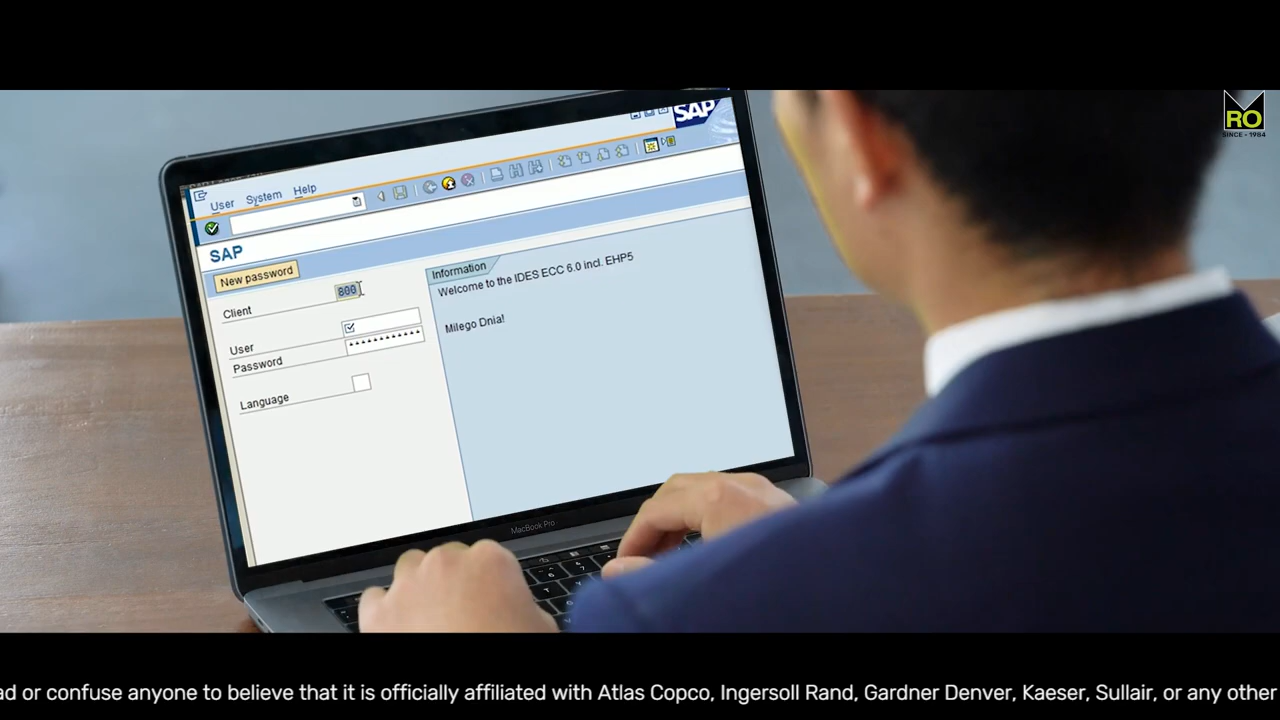 SAP
User System Help
SAP
New password
Client 800
User
Password ************
Language
Information
Welcome to the IDES ECC 6.0 incl. EHP5
Milego Dnia!
MacBook Pro
RO
SINCE - 1984
ad or confuse anyone to believe that it is officially affiliated with Atlas Copco, Ingersoll Rand, Gardner Denver, Kaeser, Sullair, or any other